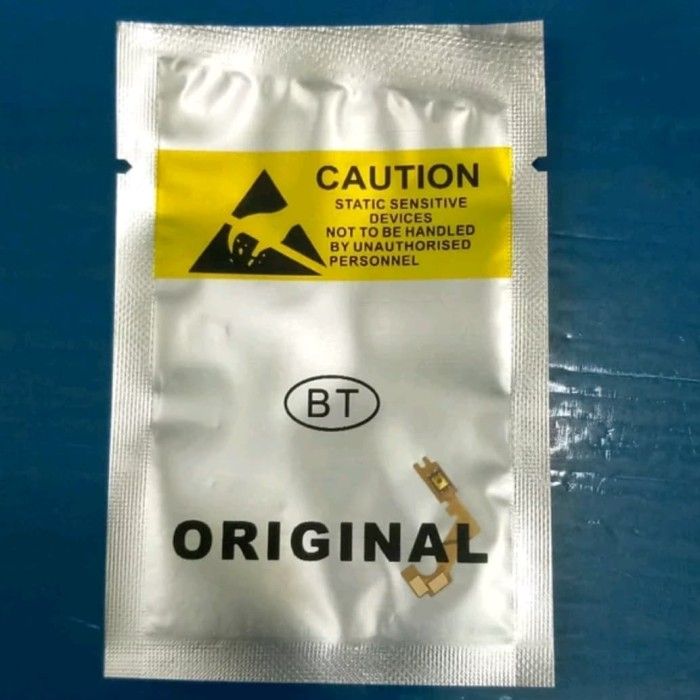 CAUTION
STATIC SENSITIVE
DEVICES
NOT TO BE HANDLED
BY UNAUTHORISED
PERSONNEL
BT
ORIGINAL